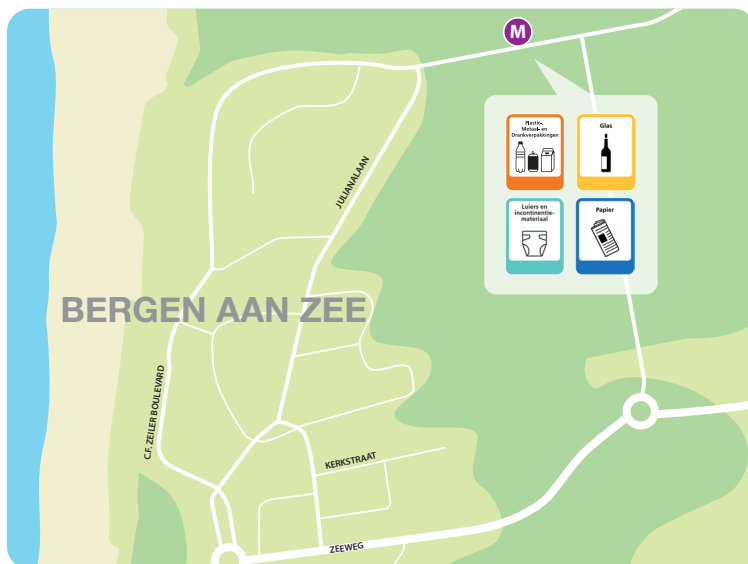 M
Plastic-,
Metaal- en
Drankverpakkingen
Glas
Luiers en
incontinentie-
materiaal
Papier
JULIANALAAN
BERGEN AAN ZEE
C.F. ZEILER BOULEVARD
KERKSTRAAT
ZEEWEG